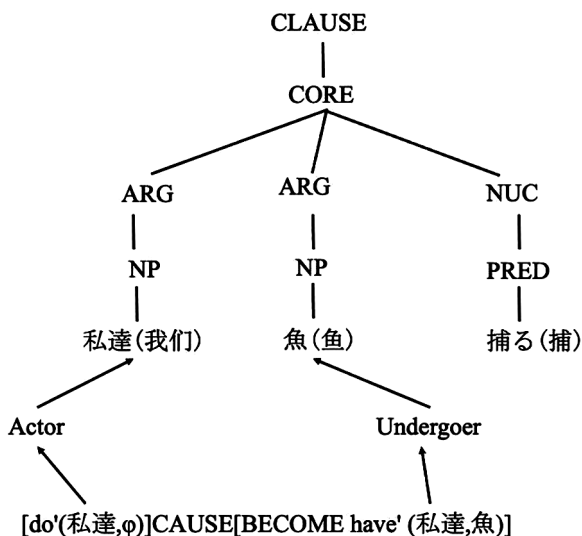 CLAUSE
CORE
ARG ARG NUC
NP NP PRED
私達(我们) 魚(鱼) 捕る(捕)
Actor Undergoer
[do'(私達,φ)]CAUSE[BECOME have' (私達,魚)]